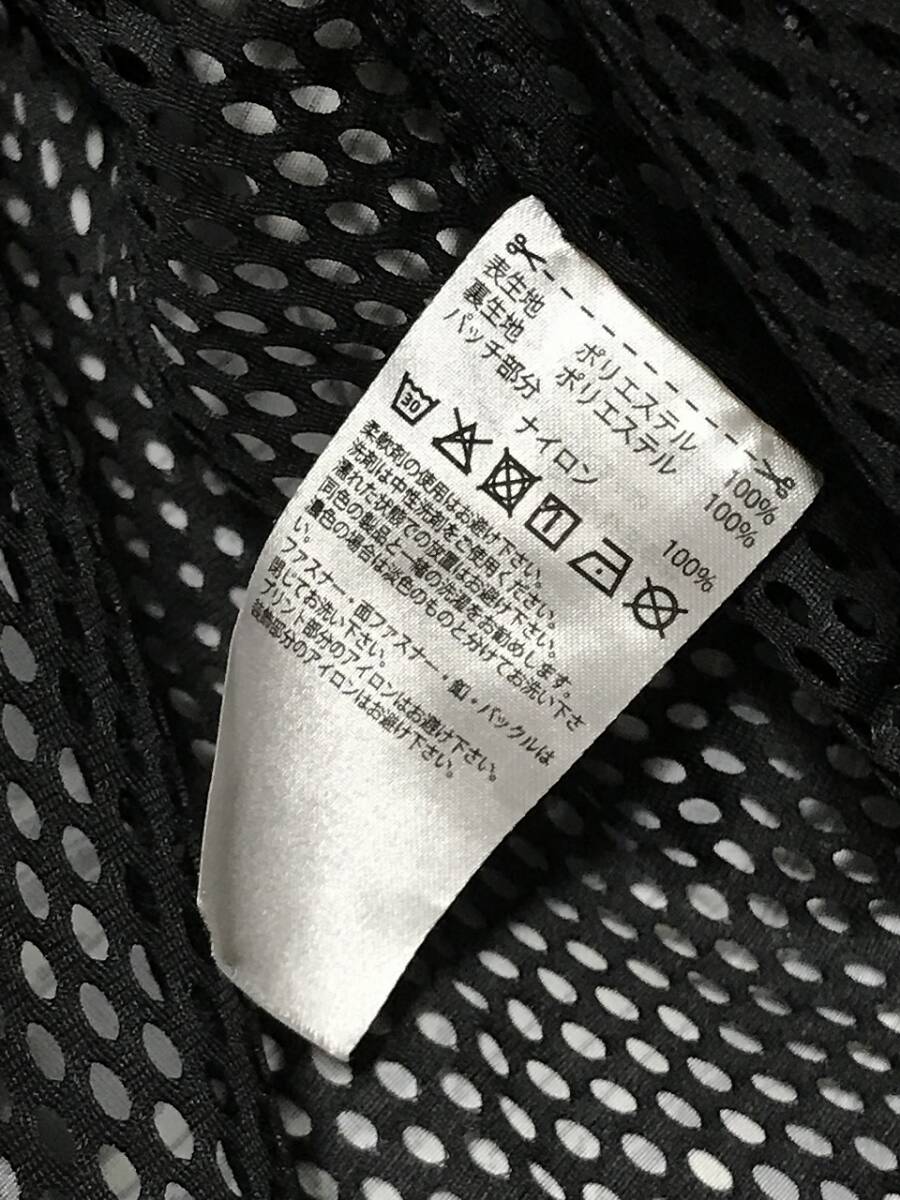 表生地 ポリエステル 100%
裏生地 ポリエステル 100%
パッチ部分 ナイロン 100%
30
柔軟剤の使用はお避け下さい。
洗剤は中性洗剤をご使用ください。
濡れた状態での放置はお避け下さい。
同色の製品と一緒の洗濯をお勧めします。
濃色の場合は淡色のものと分けてお洗い下さ
い。
ファスナー・面ファスナー・釦・バックルは
閉じてお洗い下さい。
プリント部分のアイロンはお避け下さい。
溶着部分のアイロンはお避け下さい。